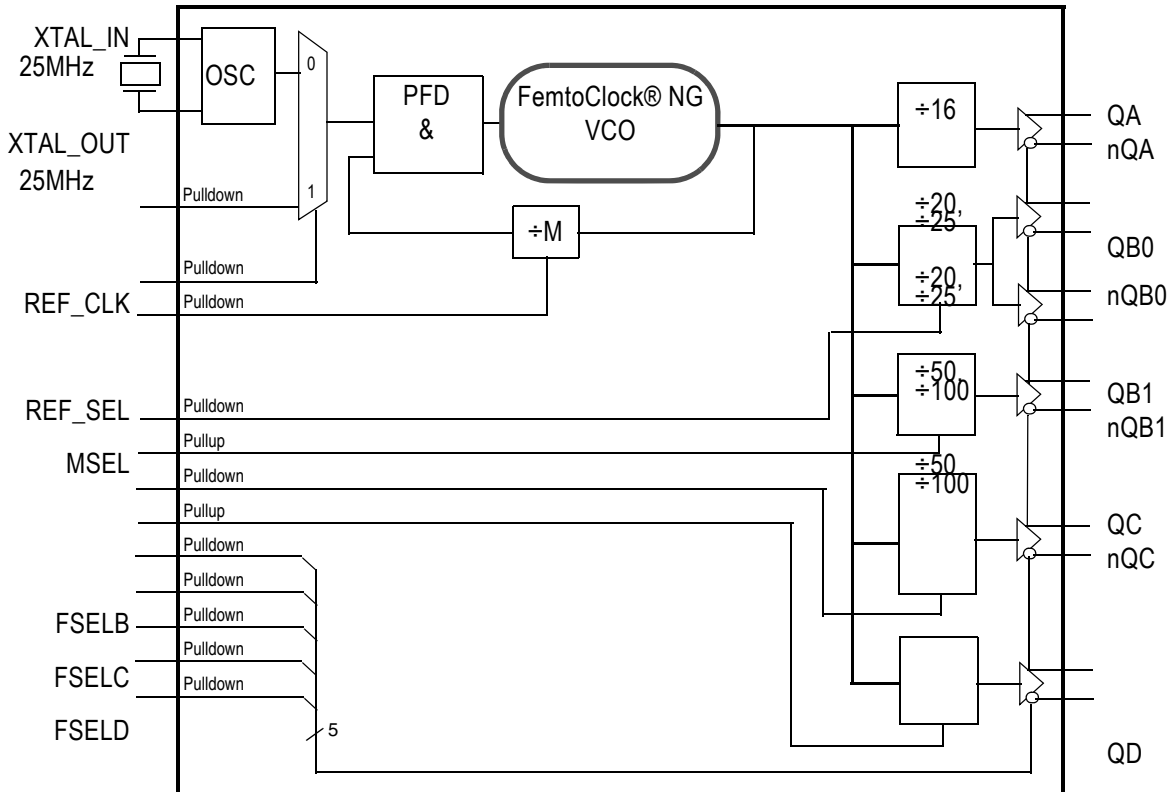 XTAL_IN
25MHz
XTAL_OUT
25MHz
OSC
0
1
PFD
&
FemtoClock® NG
VCO
÷M
Pulldown
Pulldown
Pulldown
REF_CLK
REF_SEL
MSEL
Pulldown
Pullup
Pulldown
Pullup
Pulldown
Pulldown
Pulldown
Pulldown
Pulldown
FSELB
FSELC
FSELD
5
÷16
÷20,
÷25
÷20,
÷25
÷50,
÷100
÷50
÷100
QA
nQA
QB0
nQB0
QB1
nQB1
QC
nQC
QD